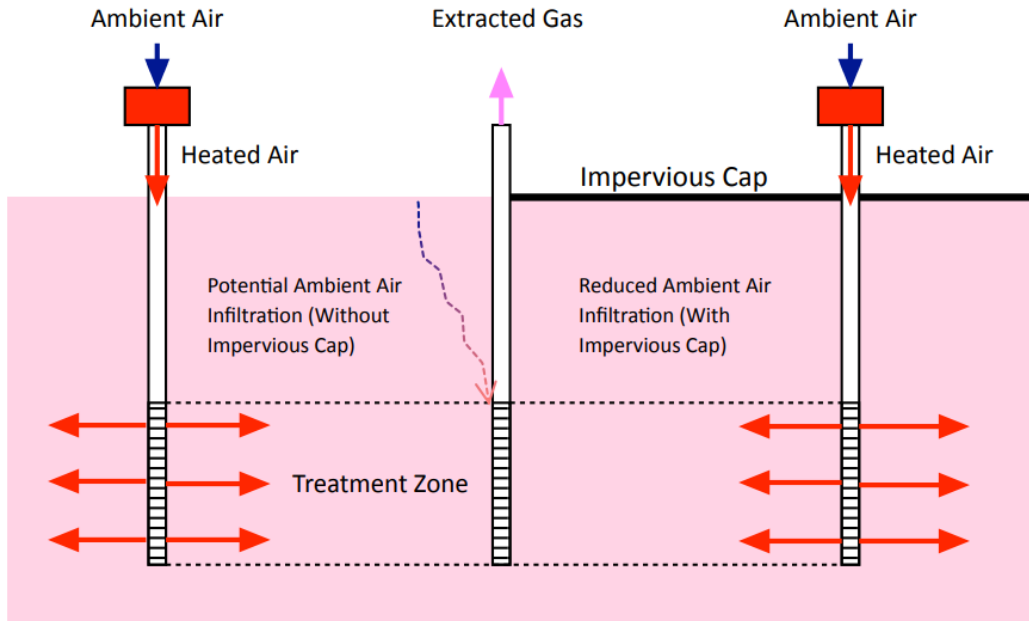 Ambient Air
Extracted Gas
Ambient Air
Heated Air
Heated Air
Impervious Cap
Potential Ambient Air
Infiltration (Without
Impervious Cap)
Reduced Ambient Air
Infiltration (With
Impervious Cap)
Treatment Zone